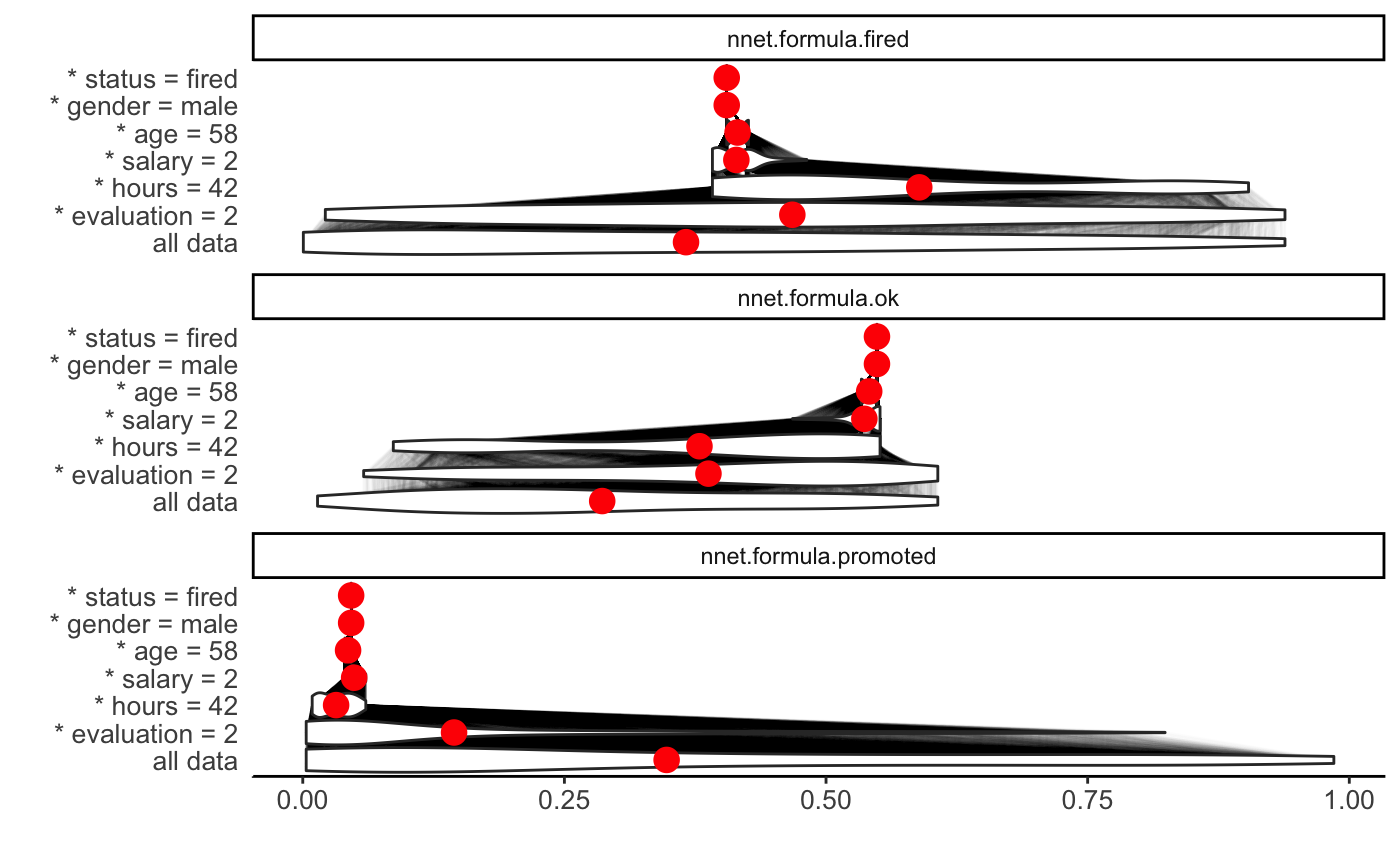 nnet.formula.fired
* status = fired
* gender = male
* age = 58
* salary = 2
* hours = 42
* evaluation = 2
all data
nnet.formula.ok
* status = fired
* gender = male
* age = 58
* salary = 2
* hours = 42
* evaluation = 2
all data
nnet.formula.promoted
* status = fired
* gender = male
* age = 58
* salary = 2
* hours = 42
* evaluation = 2
all data
0.00 0.25 0.50 0.75 1.00